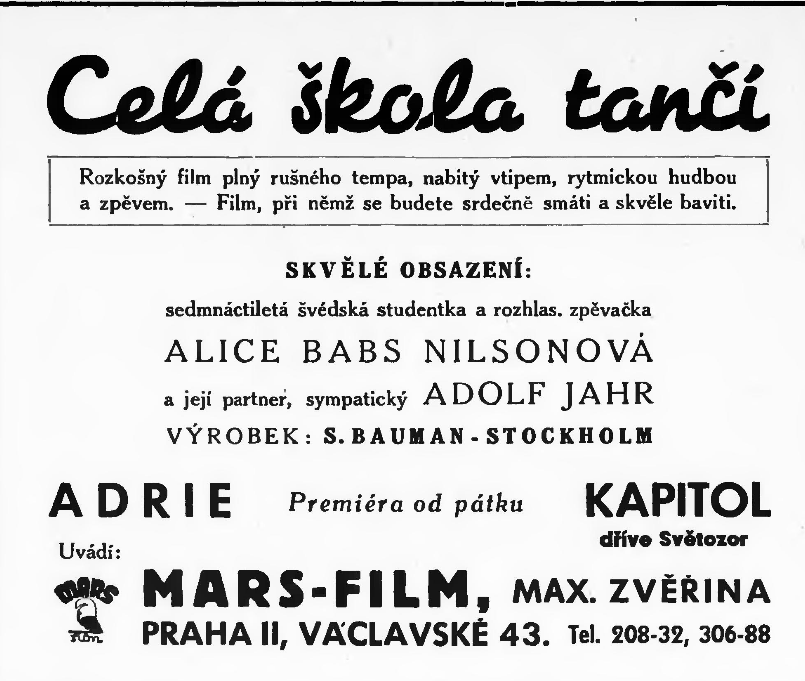 Celá škola tančí
Rozkošný film plný rušného tempa, nabitý vtipem, rytmickou hudbou
a zpěvem. — Film, při němž se budete srdečně smáti a skvěle baviti.
SKVĚLÉ OBSAZENÍ:
sedmnáctiletá švédská studentka a rozhlas. zpěvačka
ALICE BABS NILSONOVÁ
a její partner, sympatický ADOLF JAHR
VÝROBEK: S. BAUMAN - STOCKHOLM
ADRIE Premiéra od pátku KAPITOL
dříve Světozor
Uvádí:
MARS-FILM, MAX. ZVĚŘINA
PRAHA II, VÁCLAVSKÉ 43. Tel. 208-32, 306-88
MARS
Film